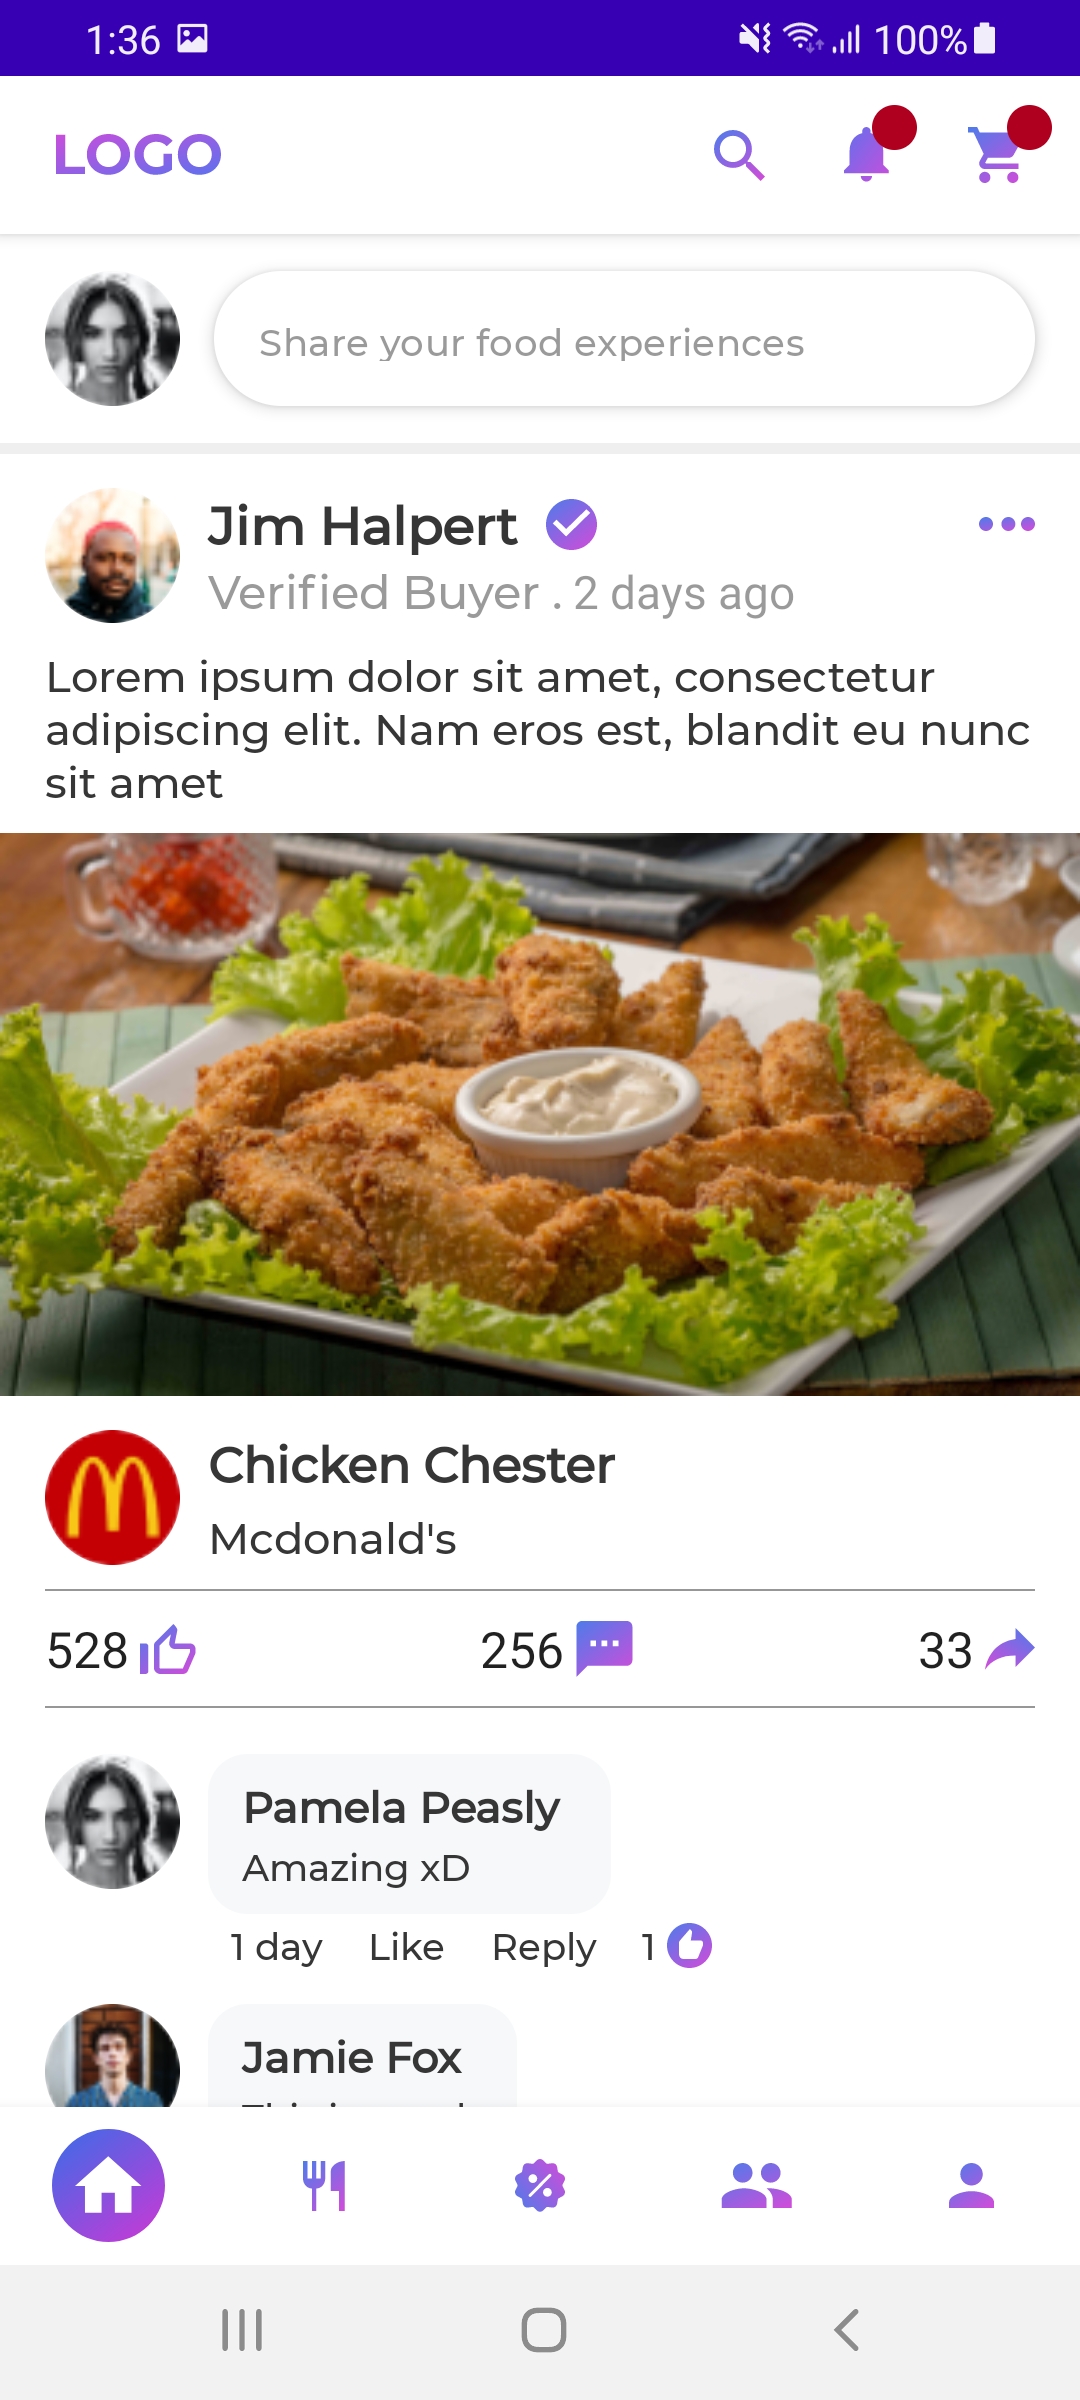 1:36
100%
LOGO
Share your food experiences
Jim Halpert
Verified Buyer . 2 days ago
Lorem ipsum dolor sit amet, consectetur
adipiscing elit. Nam eros est, blandit eu nunc
sit amet
Chicken Chester
Mcdonald's
528
256
33
Pamela Peasly
Amazing xD
1 day Like Reply 1
Jamie Fox